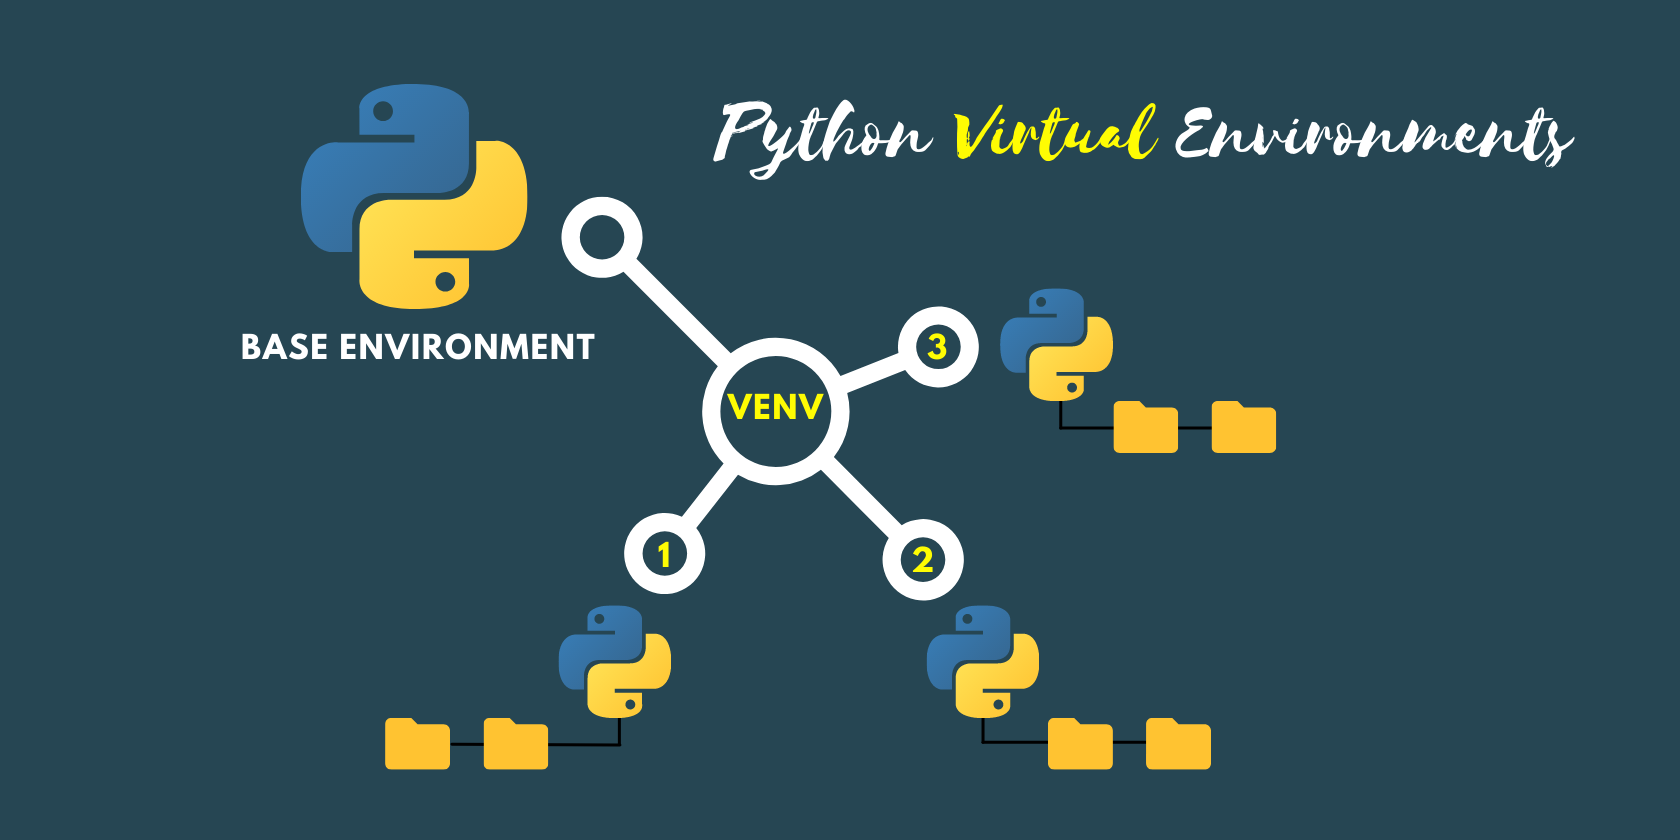 Python Virtual Environments
BASE ENVIRONMENT
VENV
3
1
2